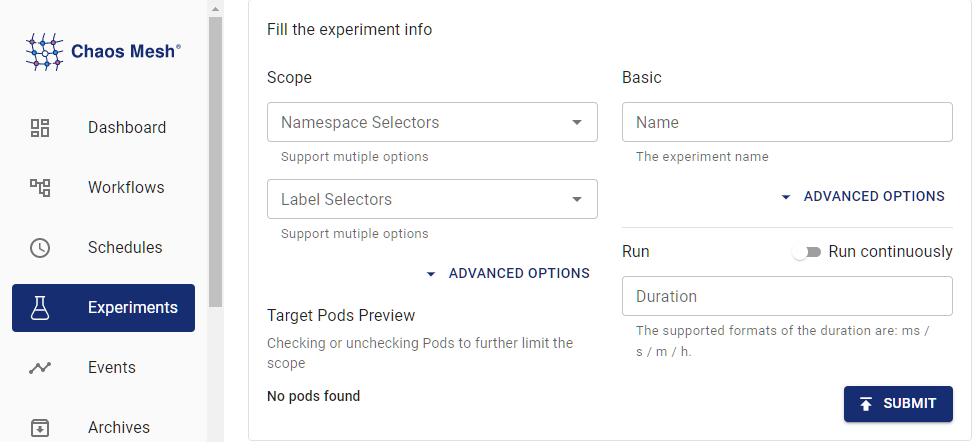 Chaos Mesh®
Dashboard
Workflows
Schedules
Experiments
Events
Archives
Fill the experiment info
Scope
Namespace Selectors
Support mutiple options
Label Selectors
Support mutiple options
ADVANCED OPTIONS
Target Pods Preview
Checking or unchecking Pods to further limit the
scope
No pods found
Basic
Name
The experiment name
ADVANCED OPTIONS
Run
Run continuously
Duration
The supported formats of the duration are: ms /
s / m / h.
SUBMIT